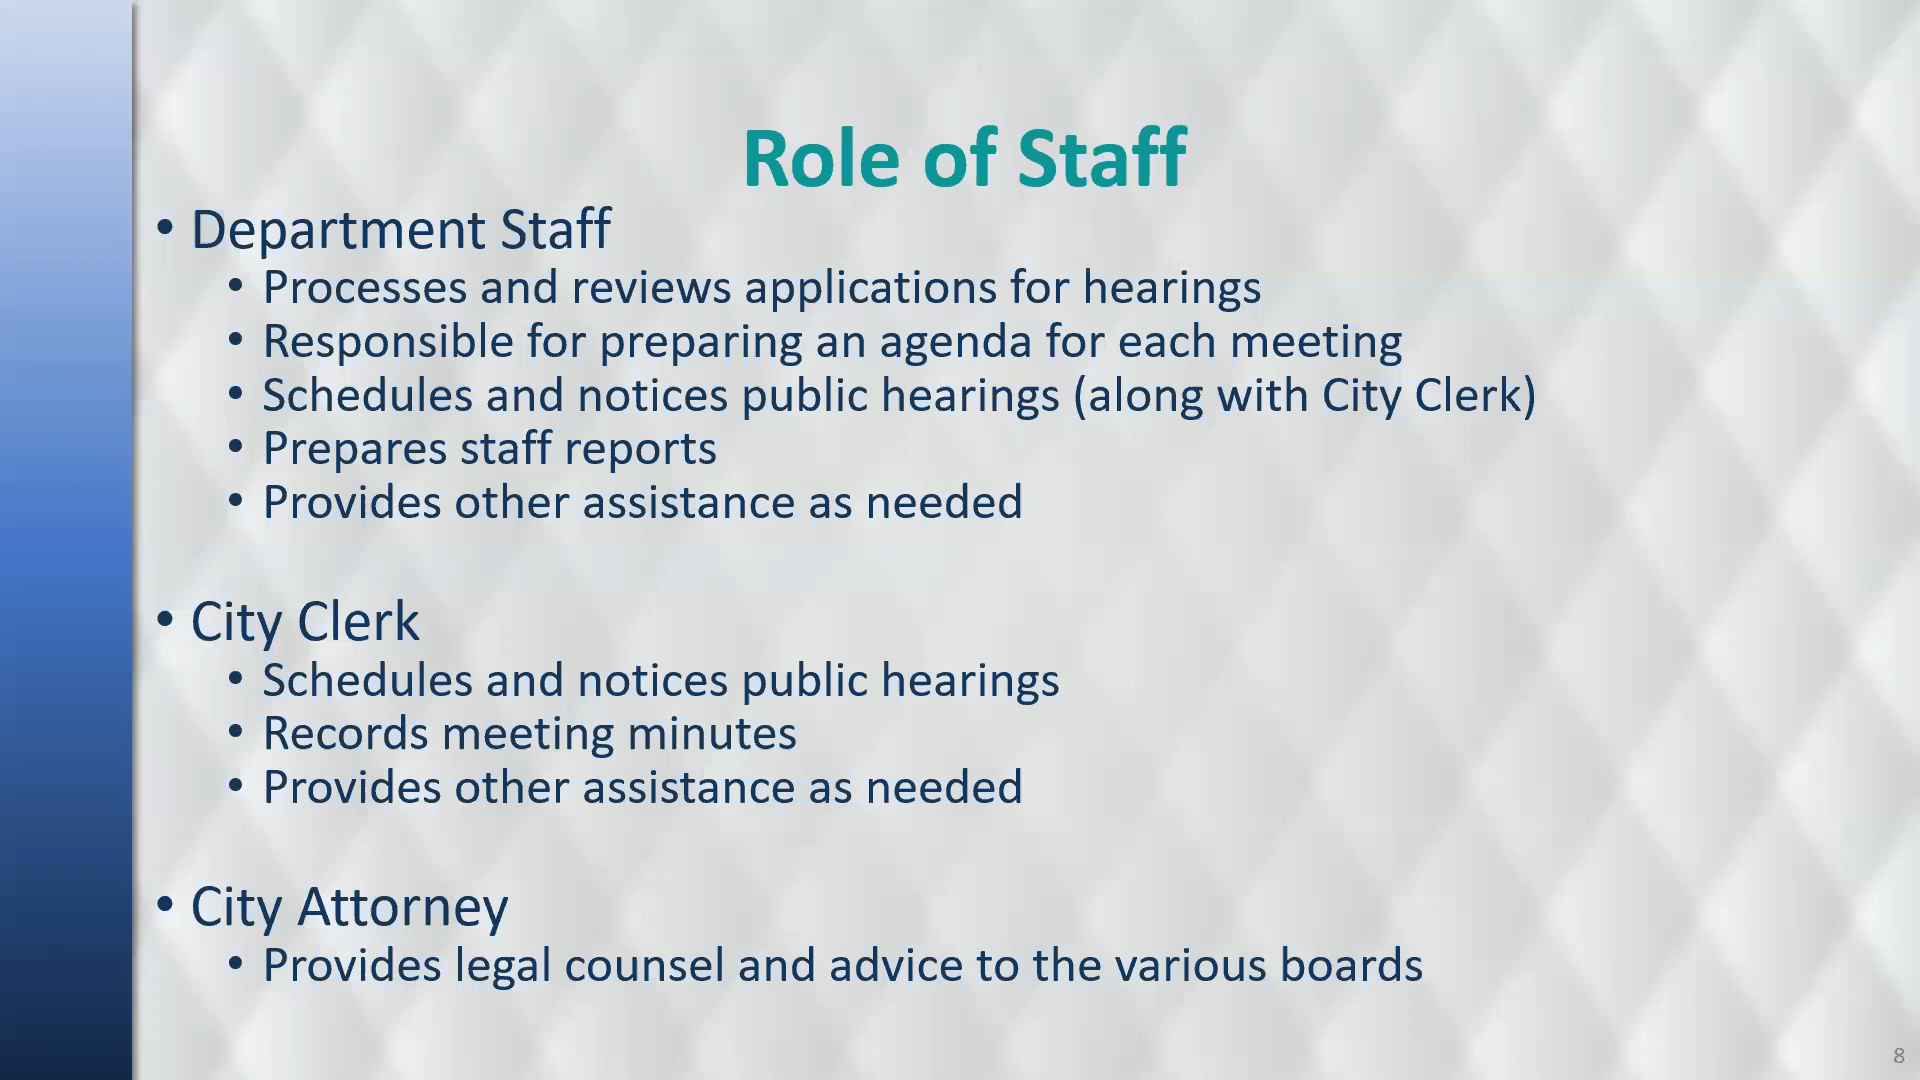 Role of Staff
• Department Staff
• Processes and reviews applications for hearings
• Responsible for preparing an agenda for each meeting
• Schedules and notices public hearings (along with City Clerk)
• Prepares staff reports
• Provides other assistance as needed
• City Clerk
• Schedules and notices public hearings
• Records meeting minutes
• Provides other assistance as needed
• City Attorney
• Provides legal counsel and advice to the various boards
8